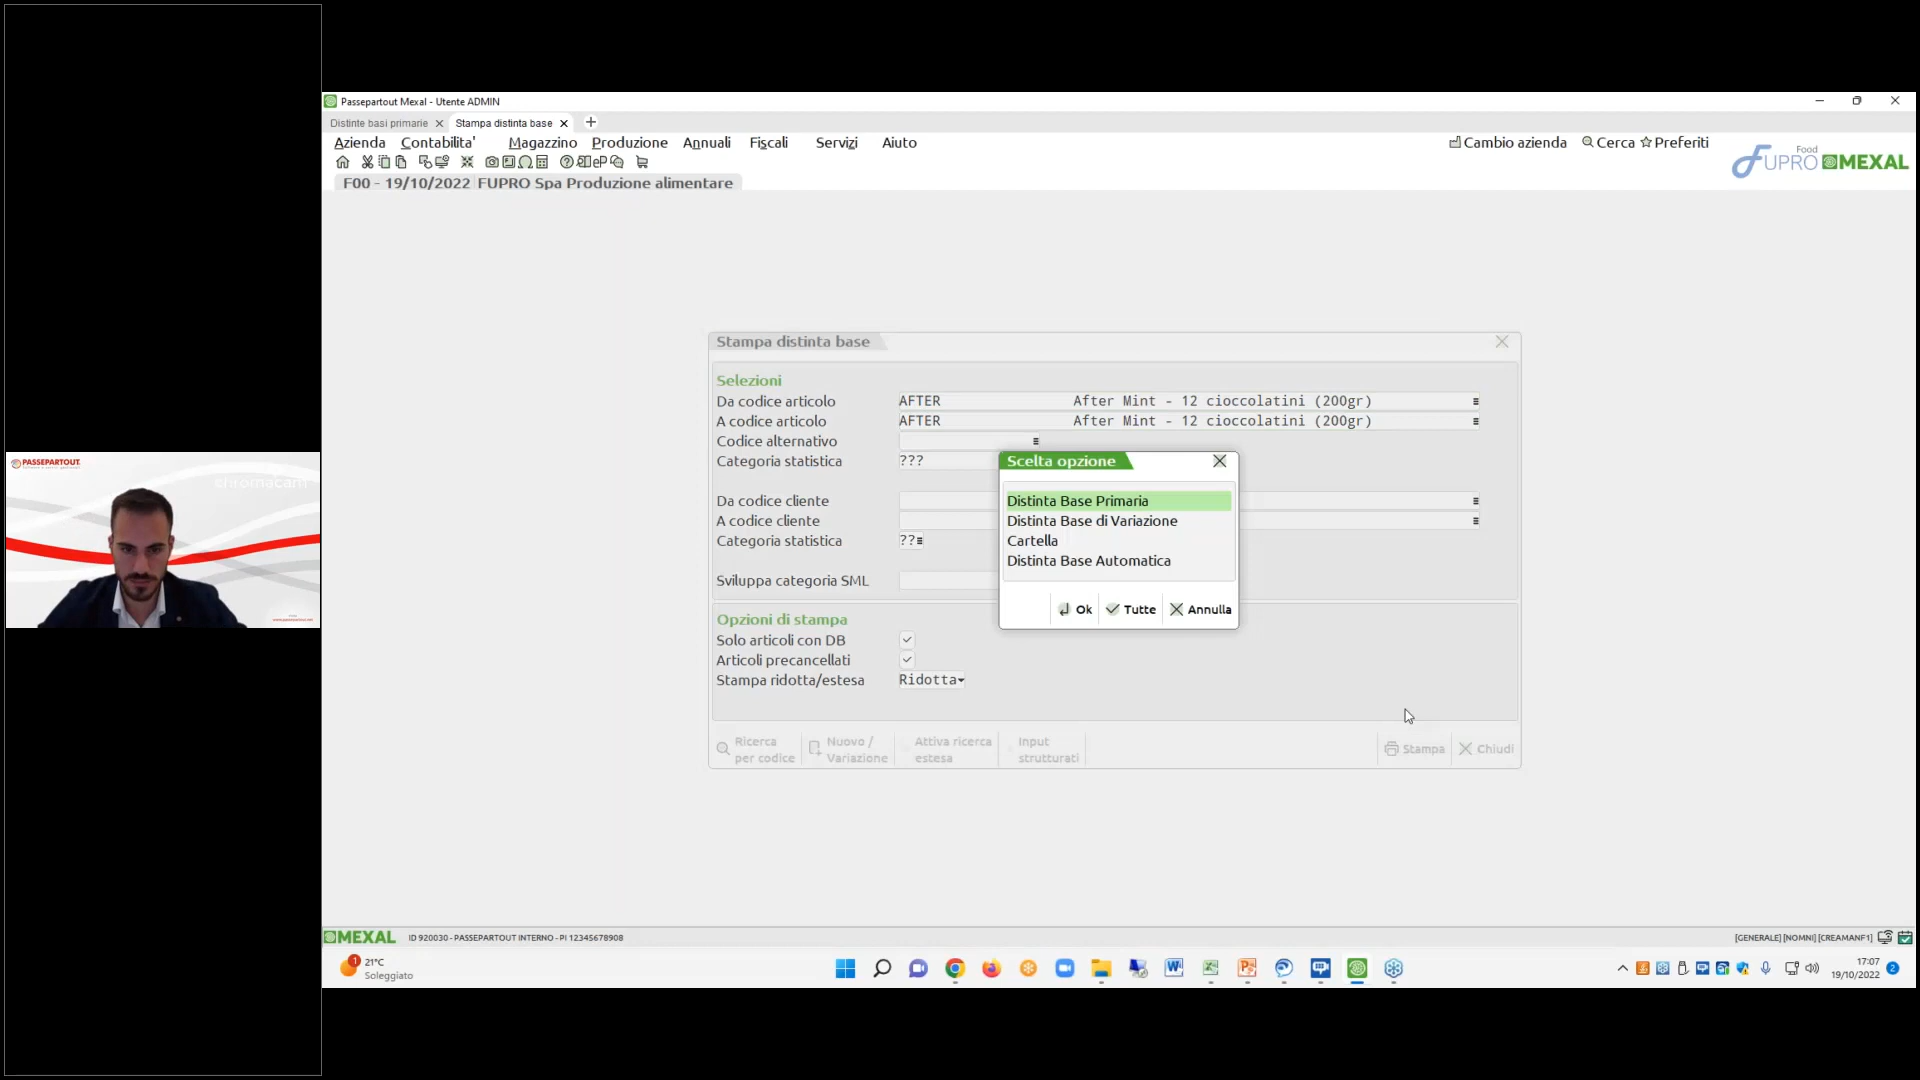 Passepartout Mexal - Utente ADMIN
Distinte basi primarie
Stampa distinta base
Azienda Contabilita' Magazzino Produzione Annuali Fiscali Servizi Aiuto
Cambio azienda Cerca Preferiti
Food
FUPRO MEXAL
F00 - 19/10/2022 FUPRO Spa Produzione alimentare
Stampa distinta base
Selezioni
Da codice articolo AFTER After Mint - 12 cioccolatini (200gr)
A codice articolo AFTER After Mint - 12 cioccolatini (200gr)
Codice alternativo
Categoria statistica ???
Da codice cliente
A codice cliente
Categoria statistica ??
Sviluppa categoria SML
Scelta opzione
Distinta Base Primaria
Distinta Base di Variazione
Cartella
Distinta Base Automatica
Ok Tutte Annulla
Opzioni di stampa
Solo articoli con DB
Articoli precancellati
Stampa ridotta/estesa Ridotta
Ricerca per codice
Nuovo / Variazione
Attiva ricerca estesa
Input strutturati
Stampa
Chiudi
PASSEPARTOUT
chromacam
MEXAL ID 920030 - PASSEPARTOUT INTERNO - PI 12345678908
[GENERALE] [NOMNI] [CREAMANF1]
1
21°C
Soleggiato
17:07
19/10/2022
2